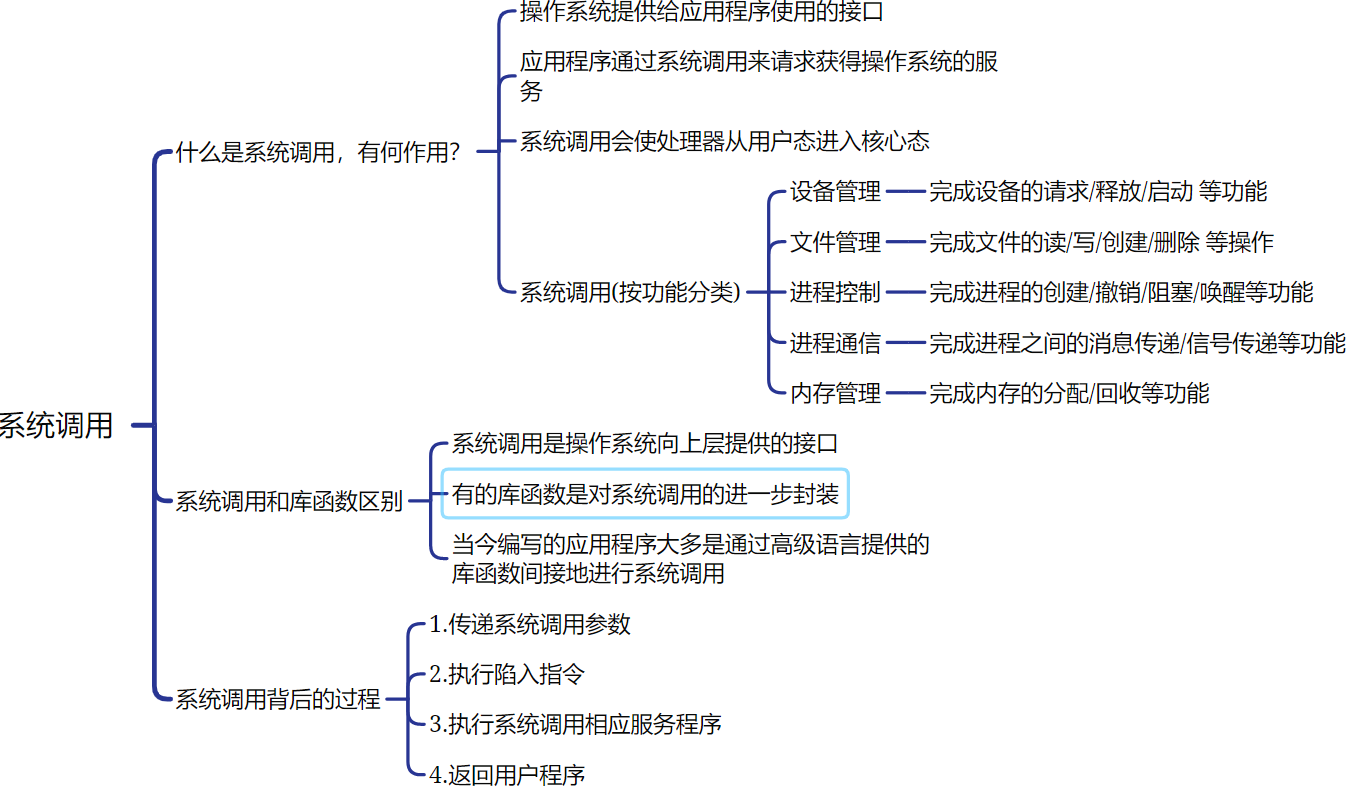 操作系统提供给应用程序使用的接口
应用程序通过系统调用来请求获得操作系统的服
务
什么是系统调用，有何作用？
系统调用会使处理器从用户态进入核心态
系统调用(按功能分类)
设备管理
完成设备的请求/释放/启动 等功能
文件管理
完成文件的读/写/创建/删除 等操作
进程控制
完成进程的创建/撤销/阻塞/唤醒等功能
进程通信
完成进程之间的消息传递/信号传递等功能
内存管理
完成内存的分配/回收等功能
系统调用
系统调用和库函数区别
系统调用是操作系统向上层提供的接口
有的库函数是对系统调用的进一步封装
当今编写的应用程序大多是通过高级语言提供的
库函数间接地进行系统调用
系统调用背后的过程
1.传递系统调用参数
2.执行陷入指令
3.执行系统调用相应服务程序
4.返回用户程序